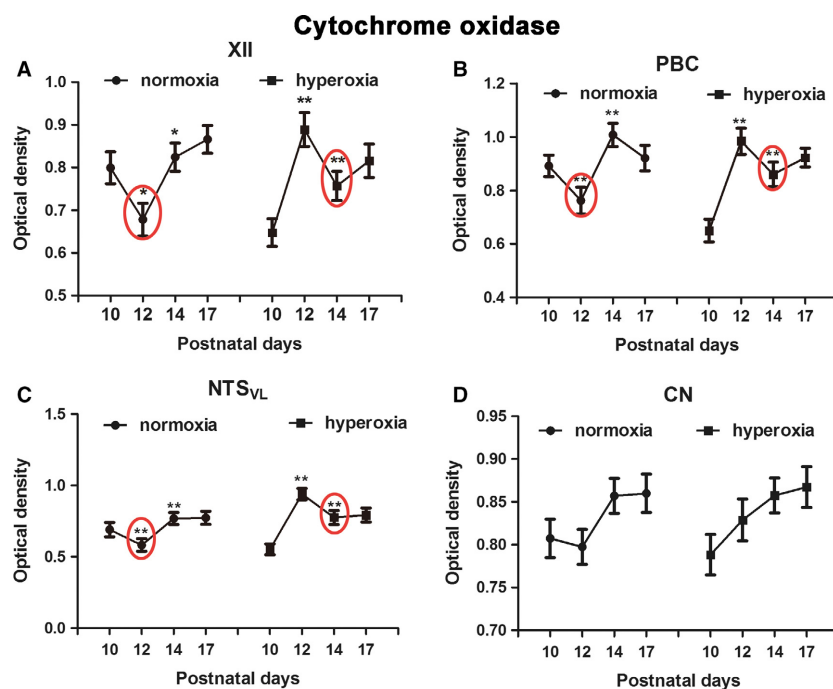 Cytochrome oxidase
A
XII
normoxia
hyperoxia
Optical density
1.0
0.9
0.8
0.7
0.6
0.5
*
*
**
**
10 12 14 17 10 12 14 17
Postnatal days
B
PBC
normoxia
hyperoxia
Optical density
1.2
1.0
0.8
0.6
0.4
**
**
**
**
10 12 14 17 10 12 14 17
Postnatal days
C
NTSVL
normoxia
hyperoxia
Optical density
1.5
1.0
0.5
0.0
**
**
**
**
10 12 14 17 10 12 14 17
Postnatal days
D
CN
normoxia
hyperoxia
Optical density
0.95
0.90
0.85
0.80
0.75
0.70
10 12 14 17 10 12 14 17
Postnatal days